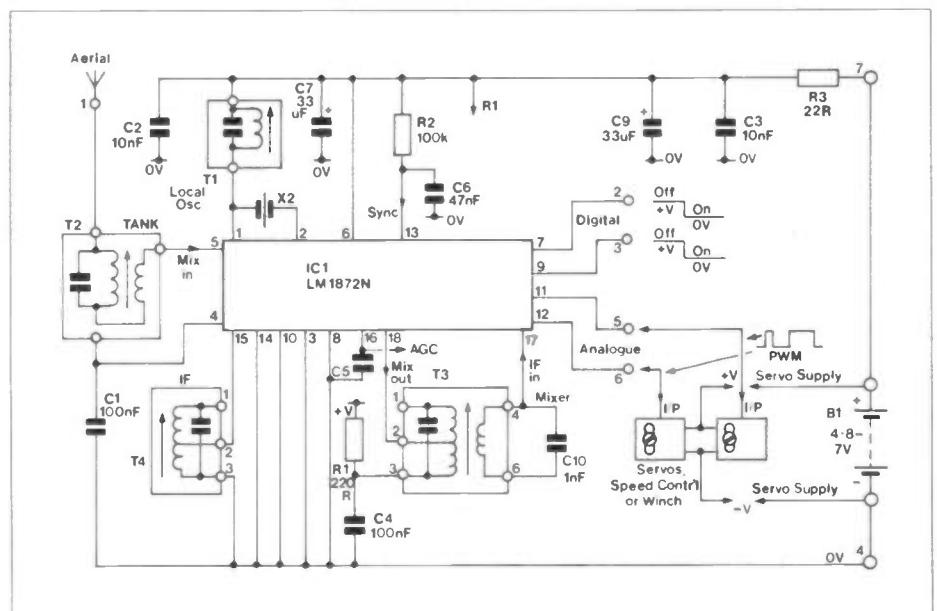 Aerial
1
C2
10nF
0V
T1
Local
Osc
C7
33
uF
+
0V
R2
100k
R1
C6
47nF
0V
Sync
C9
33uF
+
0V
C3
10nF
0V
R3
22R
7
X2
T2
TANK
Mix
in
5
4
1
2
6
13
IC1
LM1872N
7
9
11
12
15
14
10
3
8
16
18
17
2
Digital
3
Off
+V
On
0V
Off
+V
On
0V
5
Analogue
6
PWM
C1
100nF
IF
1
2
3
T4
C5
AGC
Mix
out
+V
R1
220
R
C4
100nF
T3
1
2
3
4
6
IF
in
Mixer
C10
1nF
+V
Servo Supply
I/P
I/P
Servos,
Speed Contr'l
or Winch
-V
Servo Supply
B1
4·8-
7V
+
-
0V
4